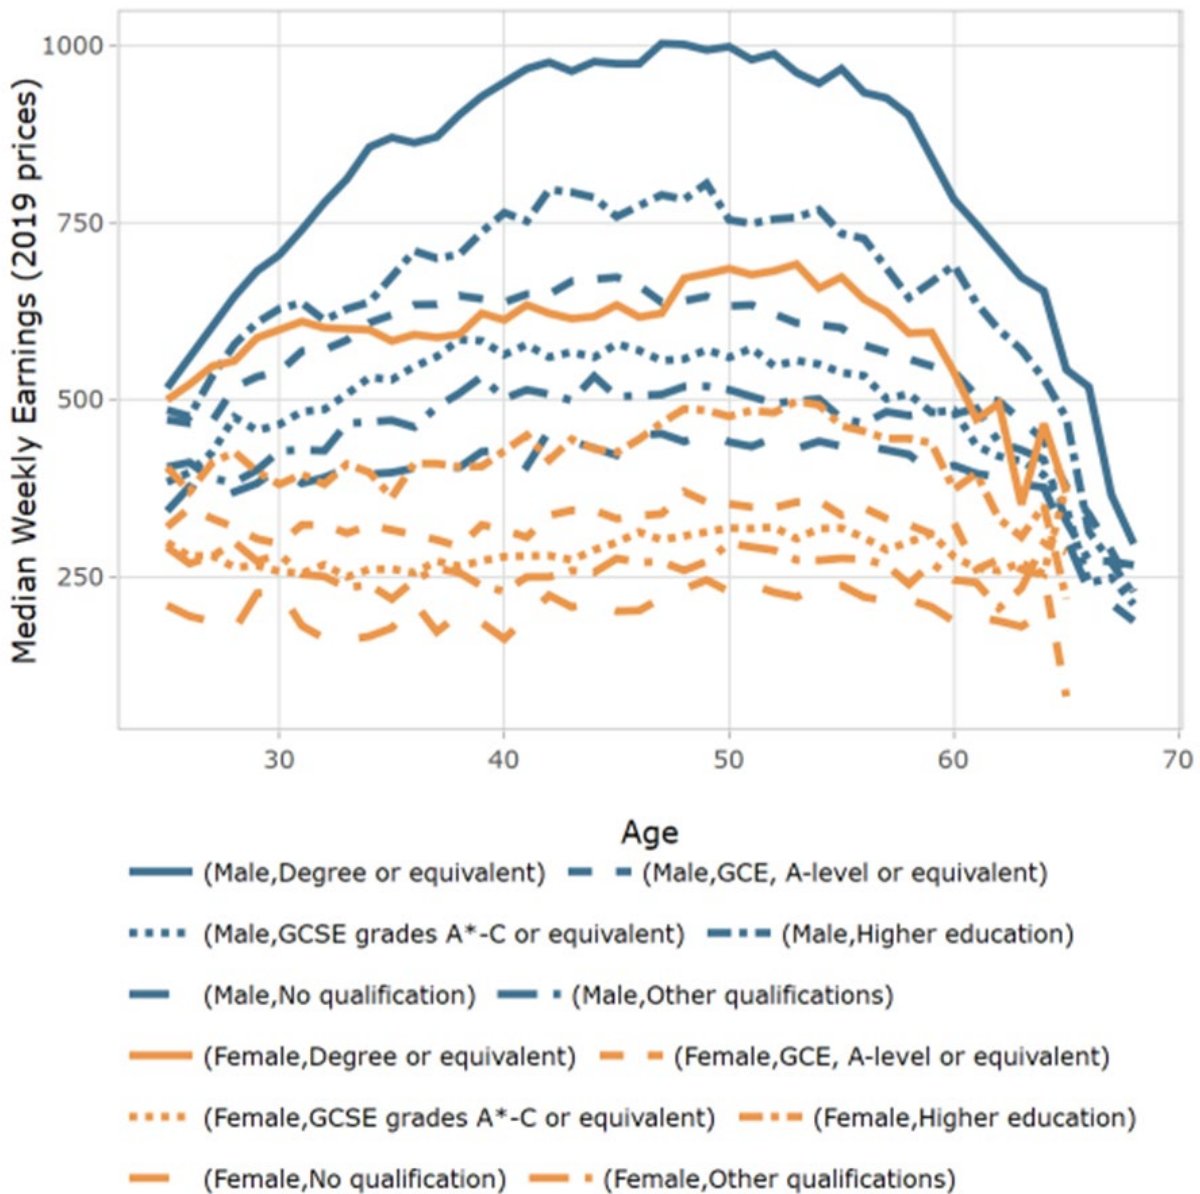 Median Weekly Earnings (2019 prices)
1000
750
500
250
30 40 50 60 70
Age
(Male,Degree or equivalent) (Male,GCE, A-level or equivalent)
(Male,GCSE grades A*-C or equivalent) (Male,Higher education)
(Male,No qualification) (Male,Other qualifications)
(Female,Degree or equivalent) (Female,GCE, A-level or equivalent)
(Female,GCSE grades A*-C or equivalent) (Female,Higher education)
(Female,No qualification) (Female,Other qualifications)